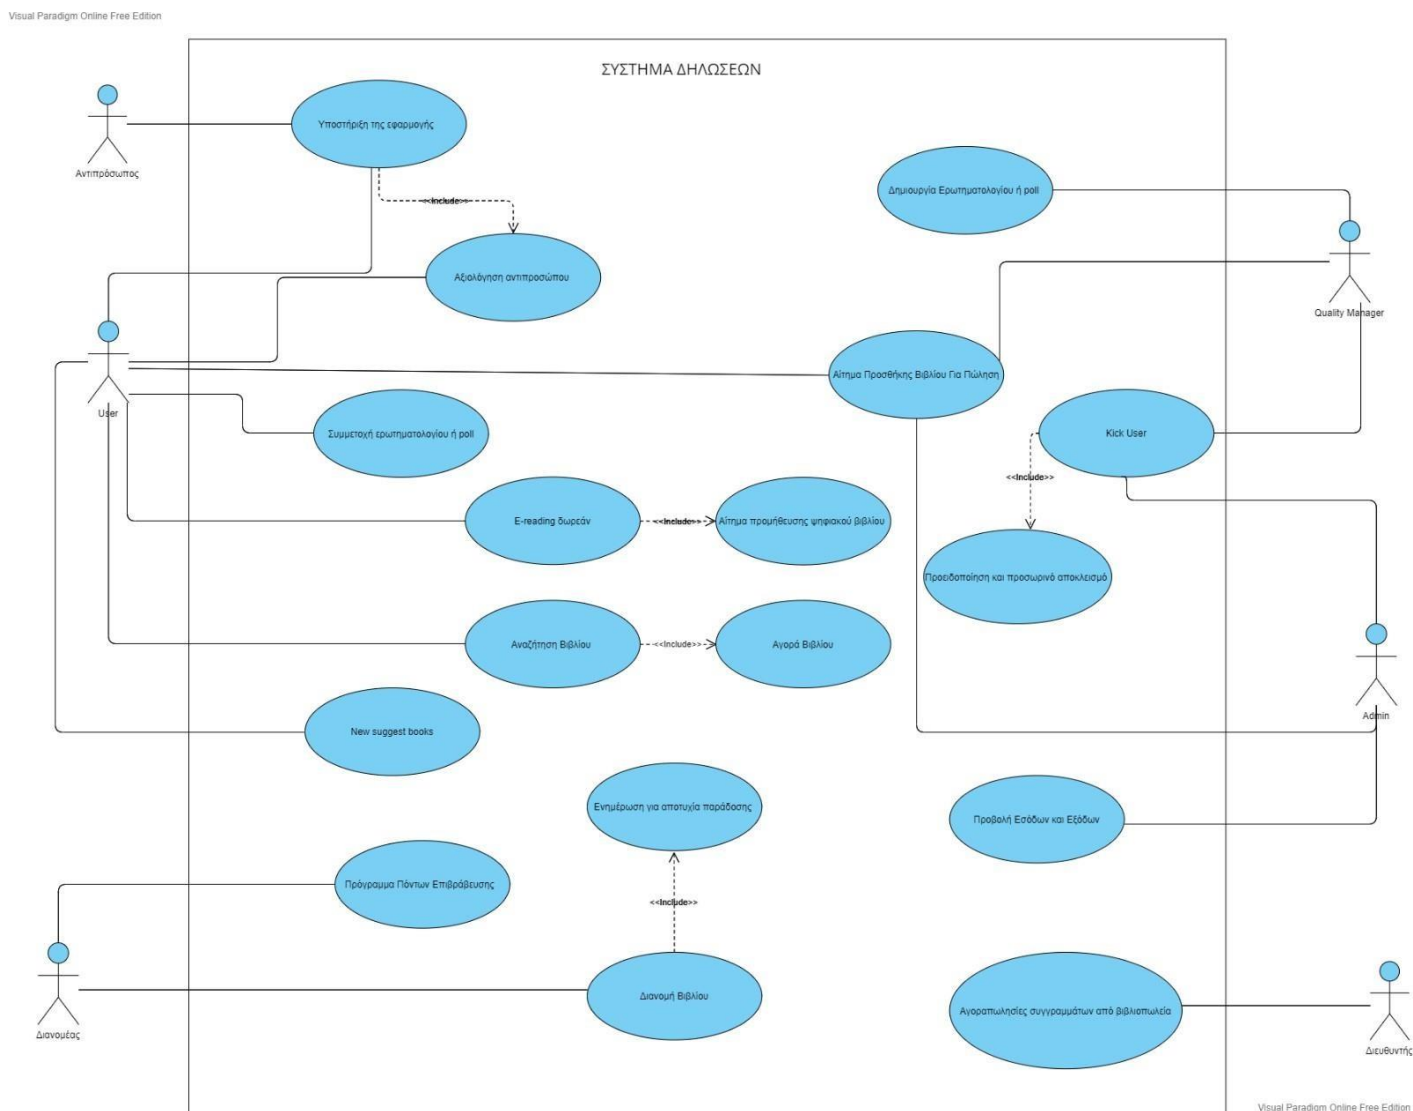 Visual Paradigm Online Free Edition
ΣΥΣΤΗΜΑ ΔΗΛΩΣΕΩΝ
Υποστήριξη της εφαρμογής
Αντιπρόσωπος
Δημιουργία Ερωτηματολογίου ή poll
<<Include>>
Αξιολόγηση αντιπροσώπου
Quality Manager
Αίτημα Προσθήκης Βιβλίου Για Πώληση
User
Συμμετοχή ερωτηματολογίου ή poll
Kick User
<<Include>>
E-reading δωρεάν
<<Include>>
Αίτημα προμήθευσης ψηφιακού βιβλίου
Προειδοποίηση και προσωρινό αποκλεισμό
Αναζήτηση Βιβλίου
<<Include>>
Αγορά Βιβλίου
Admin
New suggest books
Ενημέρωση για αποτυχία παράδοσης
Προβολή Εσόδων και Εξόδων
Πρόγραμμα Πόντων Επιβράβευσης
<<Include>>
Διανομή Βιβλίου
Αγοραπωλησίες συγγραμμάτων από βιβλιοπωλεία
Διανομέας
Διευθυντής
Visual Paradigm Online Free Edition